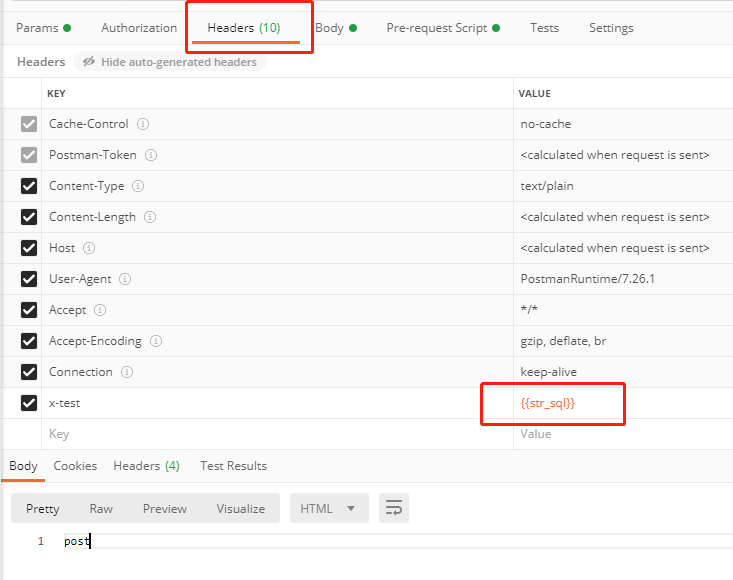 Params Authorization Headers (10) Body Pre-request Script Tests Settings
Headers Hide auto-generated headers
KEY VALUE
Cache-Control no-cache
Postman-Token <calculated when request is sent>
Content-Type text/plain
Content-Length <calculated when request is sent>
Host <calculated when request is sent>
User-Agent PostmanRuntime/7.26.1
Accept */*
Accept-Encoding gzip, deflate, br
Connection keep-alive
x-test {{str_sql}}
Key Value
Body Cookies Headers (4) Test Results
Pretty Raw Preview Visualize HTML
1 post